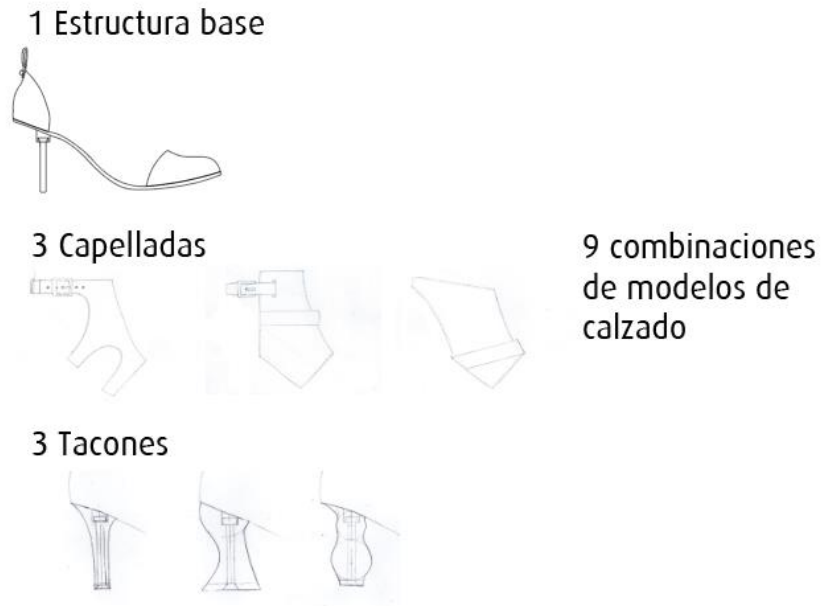 1 Estructura base
3 Capelladas
9 combinaciones
de modelos de
calzado
3 Tacones